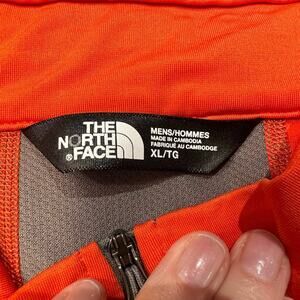 THE
NORTH
®FACE
MENS/HOMMES
MADE IN CAMBODIA
FABRIQUÉ AU CAMBODGE
XL/TG